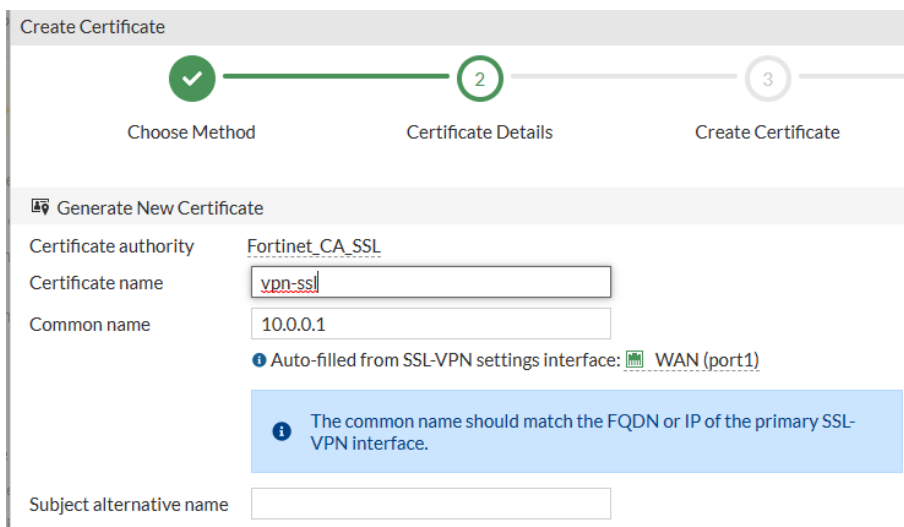 Create Certificate
2
3
Choose Method
Certificate Details
Create Certificate
Generate New Certificate
Certificate authority
Fortinet_CA_SSL
Certificate name
vpn-ssl
Common name
10.0.0.1
Auto-filled from SSL-VPN settings interface: WAN (port1)
The common name should match the FQDN or IP of the primary SSL-
VPN interface.
Subject alternative name